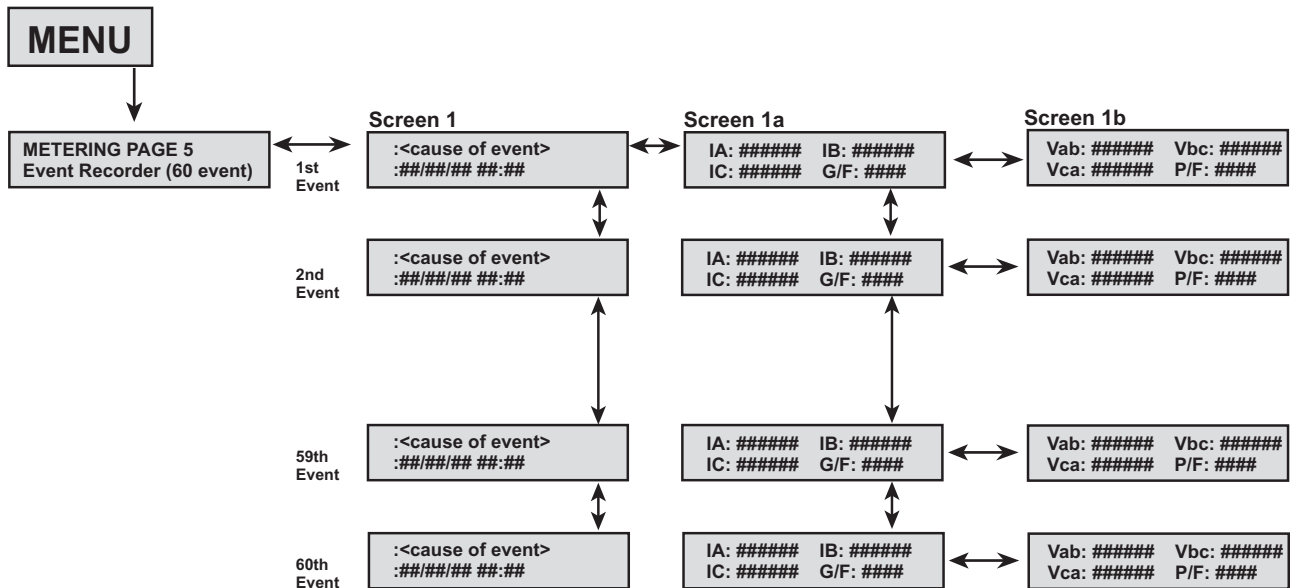 MENU
METERING PAGE 5
Event Recorder (60 event)
1st
Event
Screen 1
:<cause of event>
:##/##/## ##:##
Screen 1a
IA: ###### IB: ######
IC: ###### G/F: ####
Screen 1b
Vab: ###### Vbc: ######
Vca: ###### P/F: ####
2nd
Event
:<cause of event>
:##/##/## ##:##
IA: ###### IB: ######
IC: ###### G/F: ####
Vab: ###### Vbc: ######
Vca: ###### P/F: ####
59th
Event
:<cause of event>
:##/##/## ##:##
IA: ###### IB: ######
IC: ###### G/F: ####
Vab: ###### Vbc: ######
Vca: ###### P/F: ####
60th
Event
:<cause of event>
:##/##/## ##:##
IA: ###### IB: ######
IC: ###### G/F: ####
Vab: ###### Vbc: ######
Vca: ###### P/F: ####